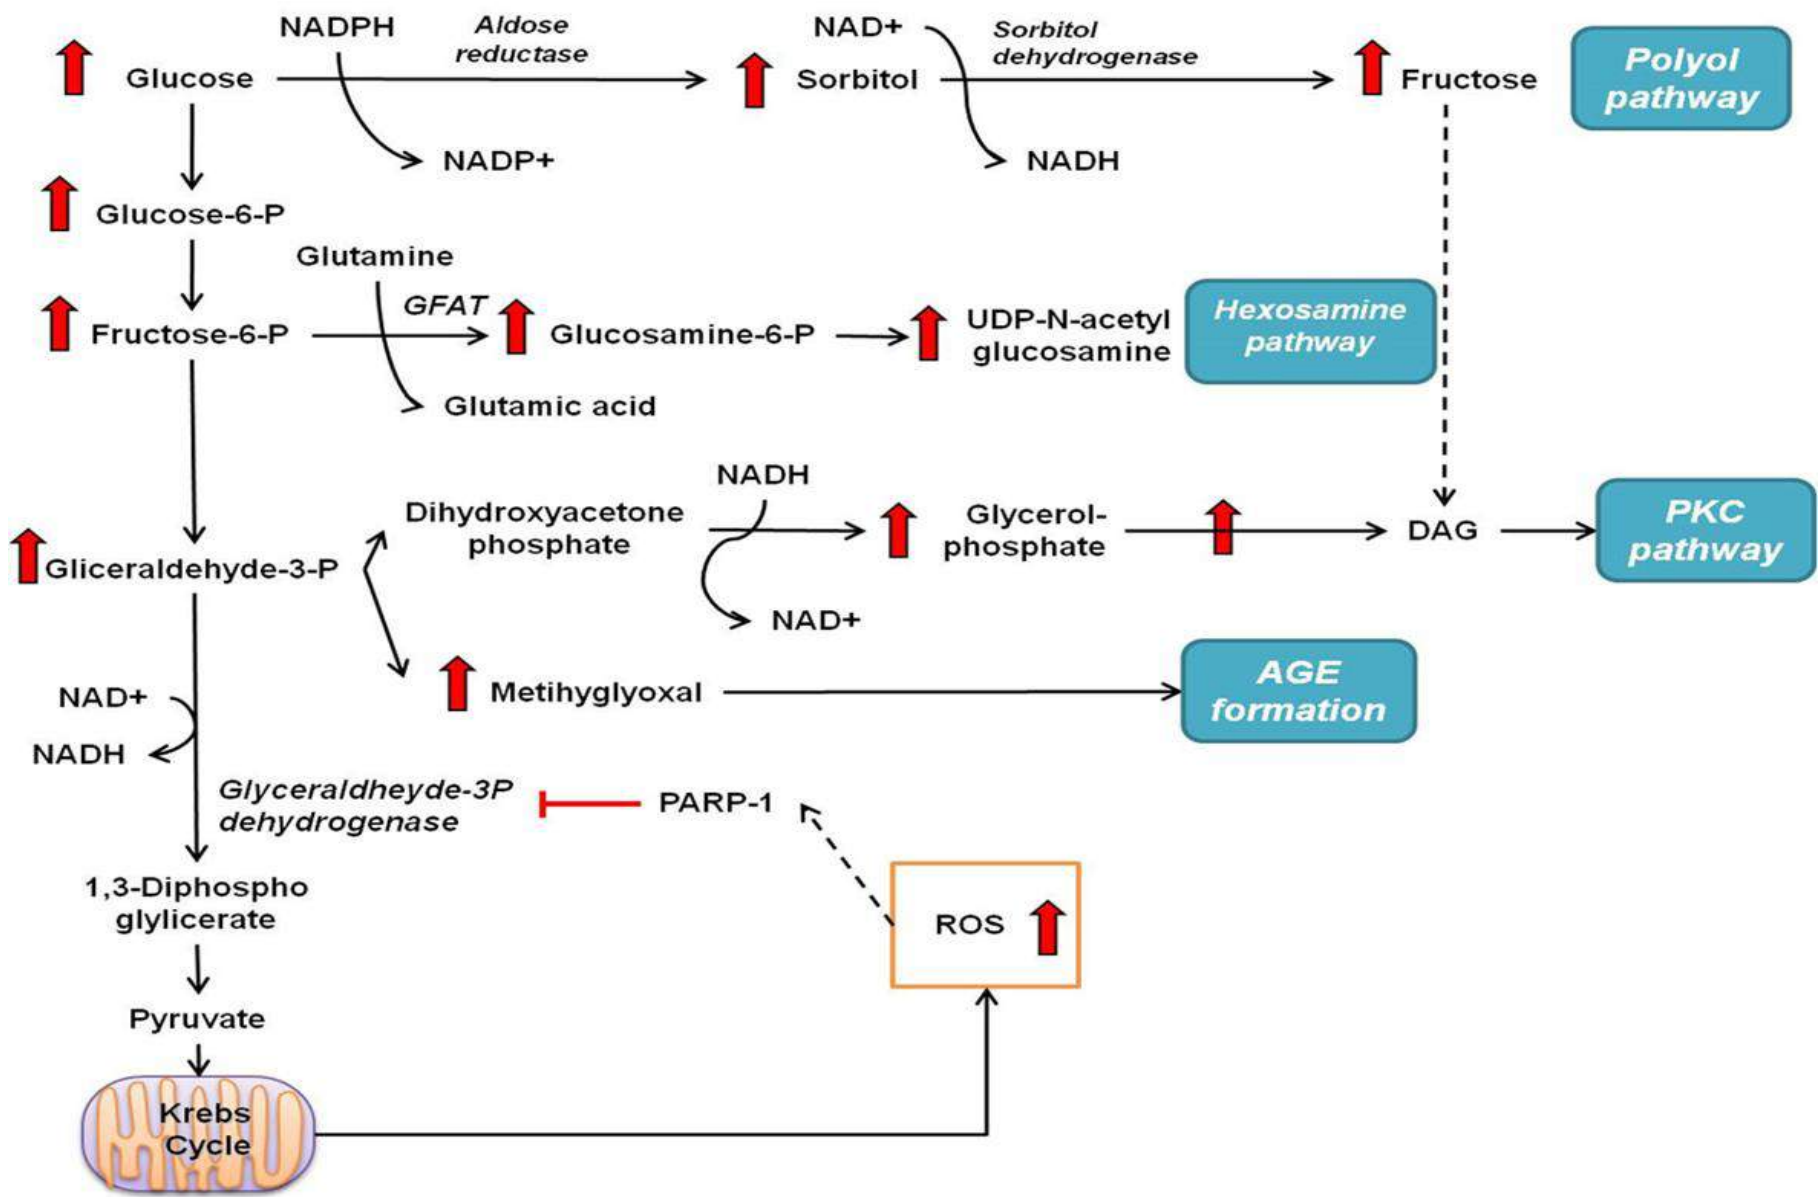 NADPH
Aldose
reductase
NAD+
Sorbitol
dehydrogenase
Glucose
Sorbitol
Fructose
Polyol
pathway
NADP+
NADH
Glucose-6-P
Glutamine
GFAT
Fructose-6-P
Glucosamine-6-P
UDP-N-acetyl
glucosamine
Hexosamine
pathway
Glutamic acid
NADH
Dihydroxyacetone
phosphate
Glycerol-
phosphate
DAG
PKC
pathway
Gliceraldehyde-3-P
NAD+
Metihyglyoxal
AGE
formation
NAD+
NADH
Glyceraldheyde-3P
dehydrogenase
PARP-1
1,3-Diphospho
glylicerate
ROS
Pyruvate
Krebs
Cycle